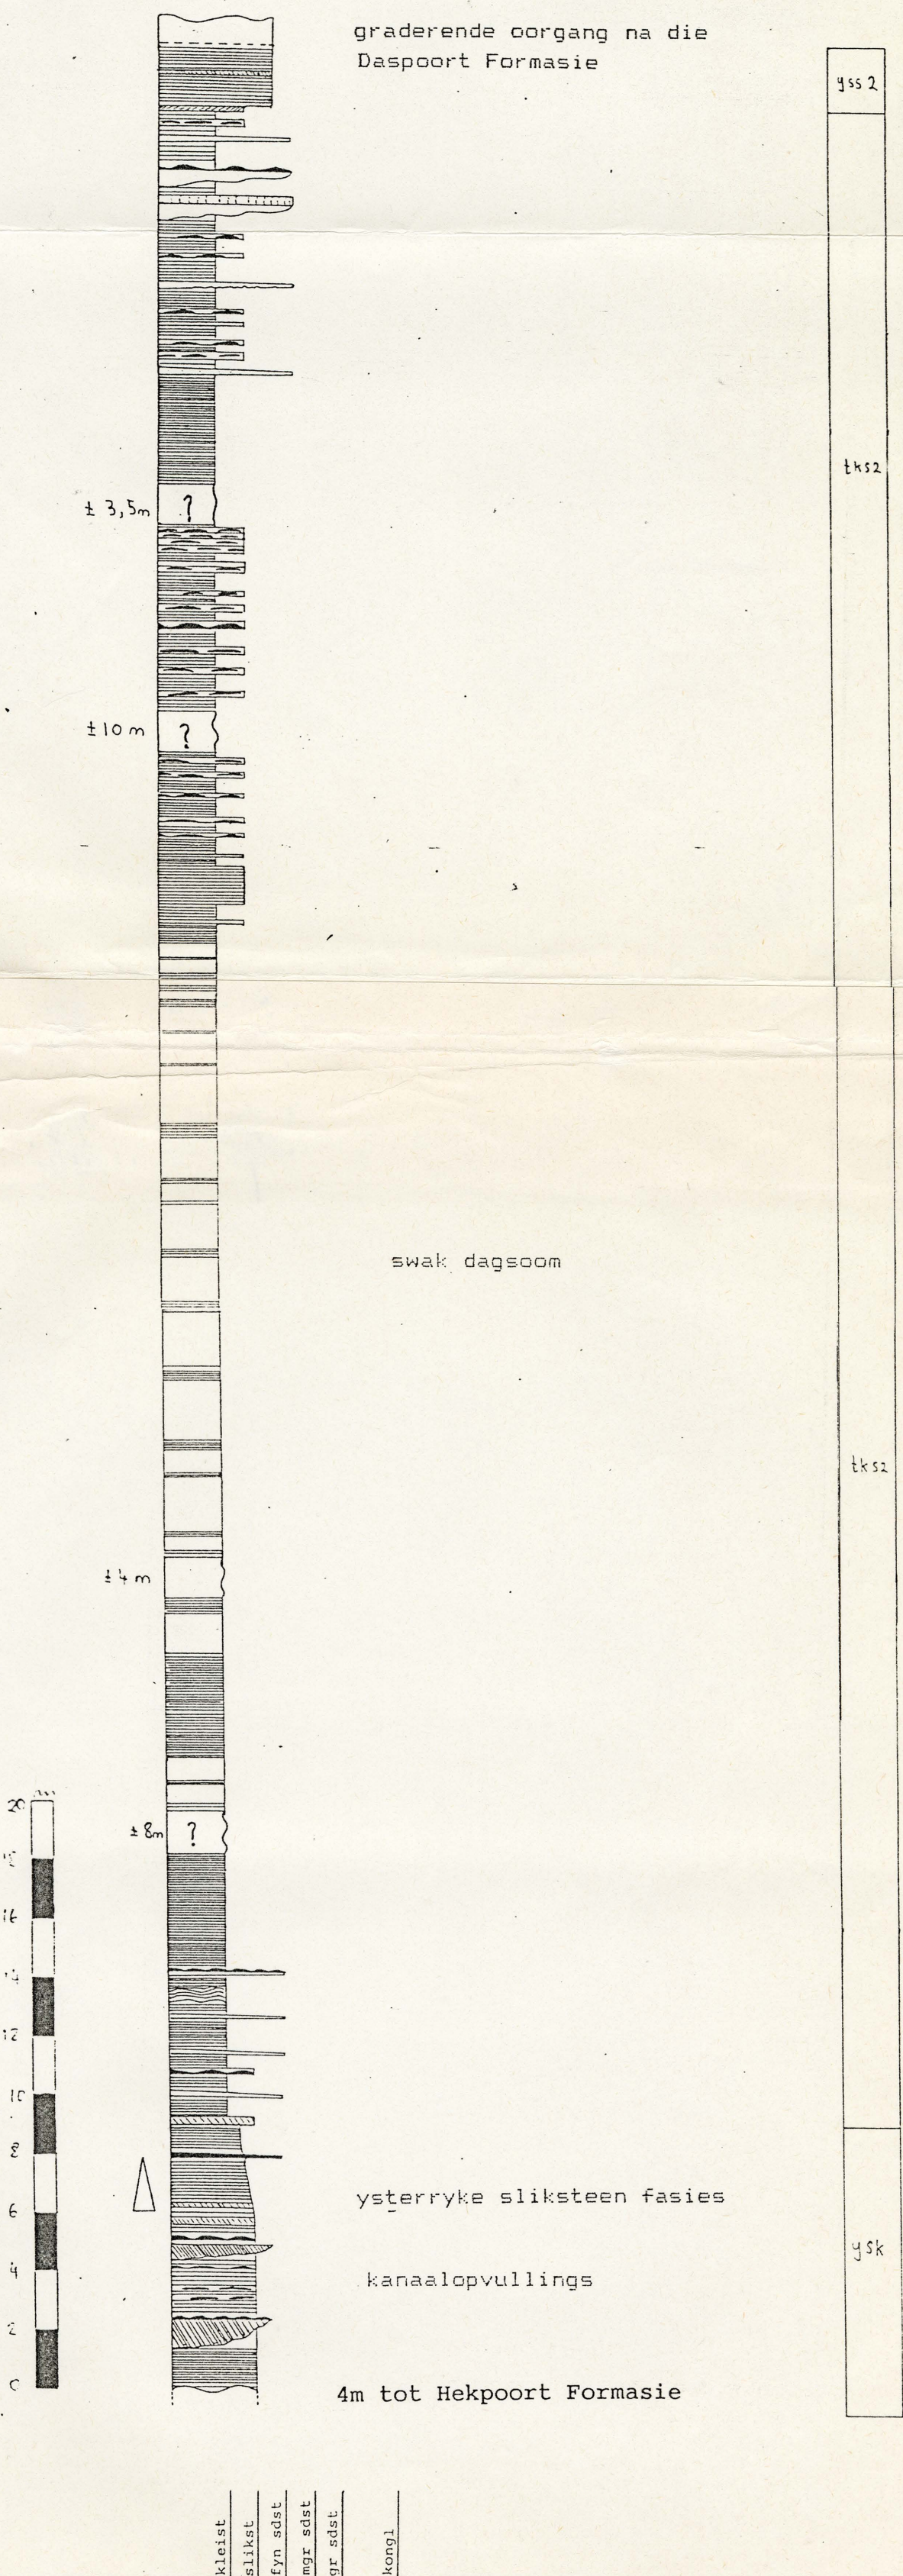 graderende oorgang na die
Daspoort Formasie
yss2
tks2
± 3,5m
?
±10 m
?
swak dagsoom
tks2
±4 m
20
±8m
?
16
14
12
10
8
6
ysterryke sliksteen fasies
ysk
4
kanaalopvullings
2
0
4m tot Hekpoort Formasie
kleist
slikst
fyn sdst
mgr sdst
gr sdst
kongl